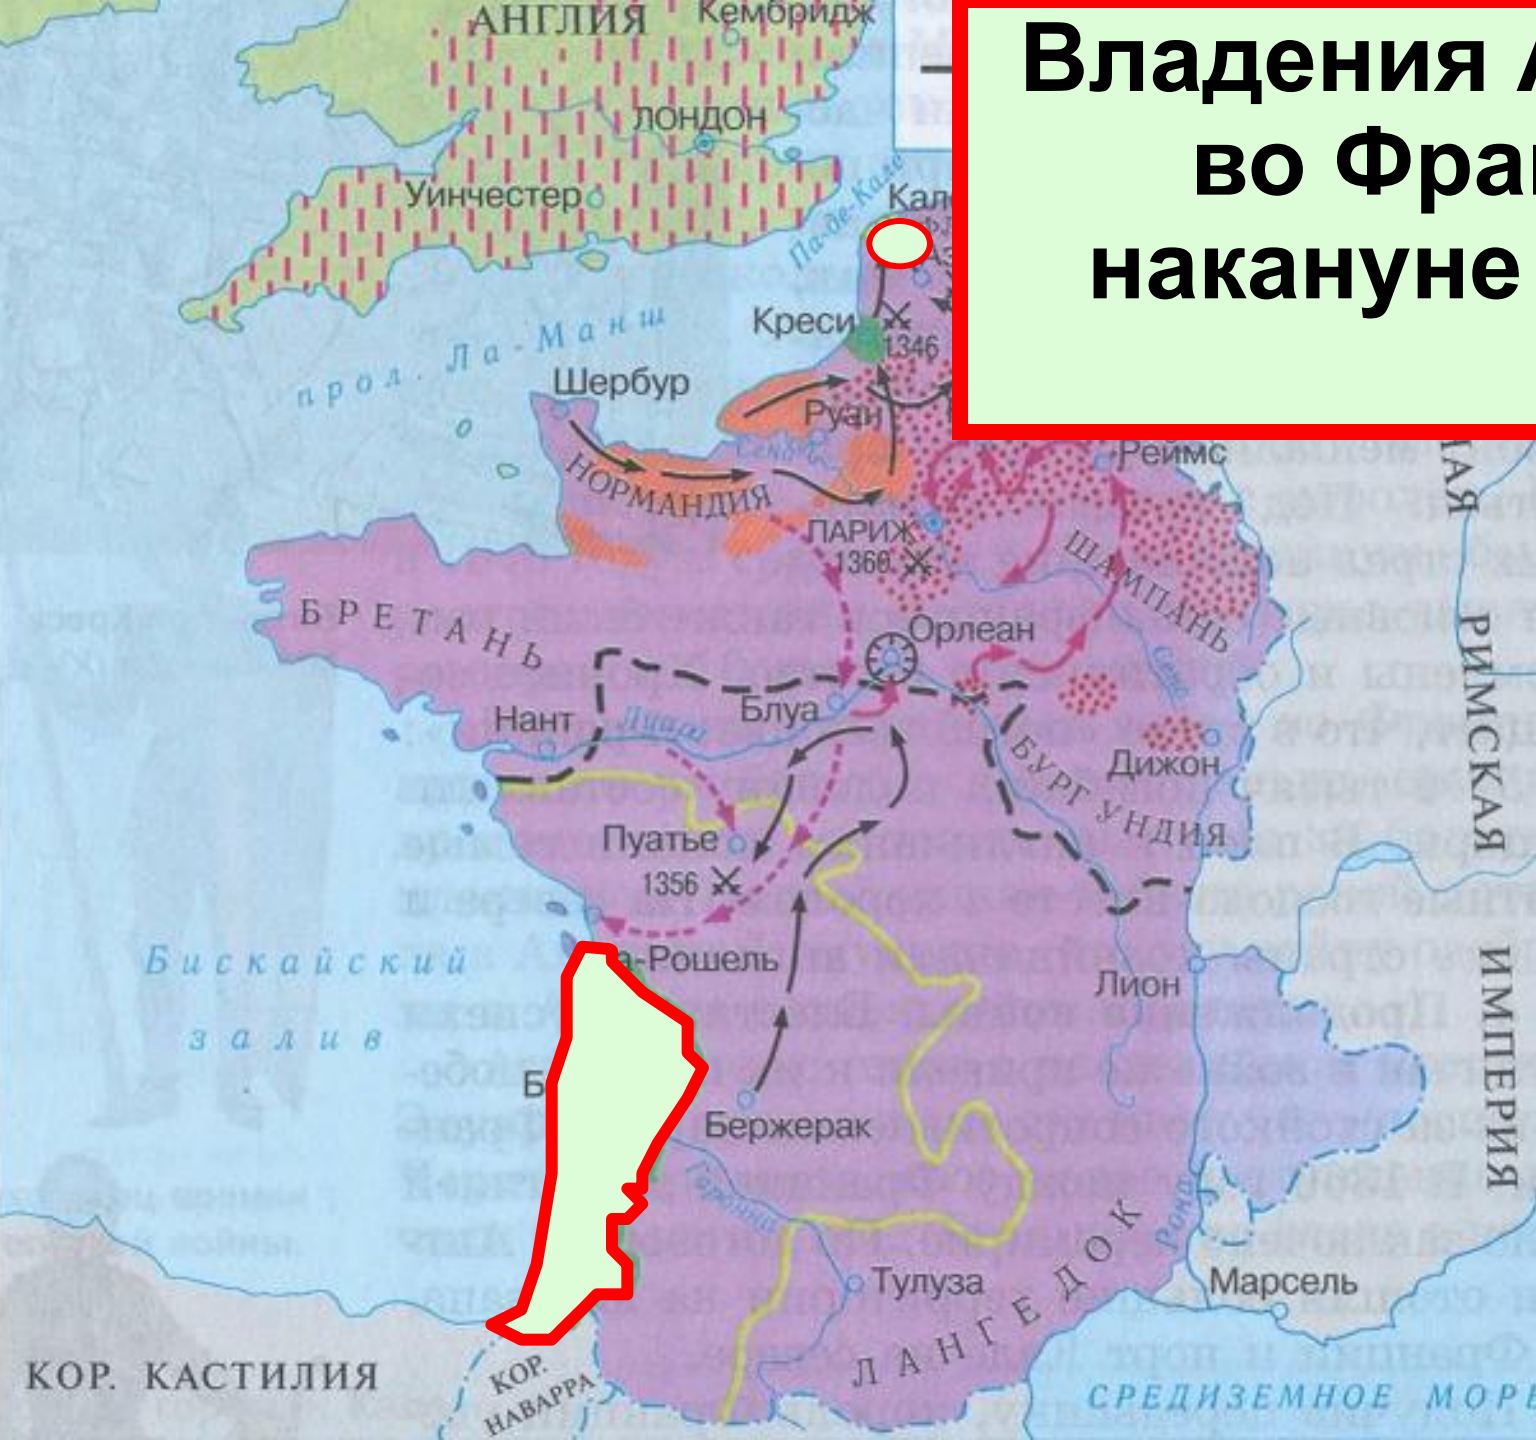 АНГЛИЯ
Кембридж
ЛОНДОН
Уинчестер
Па-де-Кале
Владения
во
накануне
Креси
1346
прол. Ла-Манш
Шербур
Руан
Сена
НОРМАНДИЯ
Реймс
ПАРИЖ
1360
ШАМПАНЬ
БРЕТАНЬ
Орлеан
Сена
Нант
Луара
Блуа
БУРГУНДИЯ
Дижон
РИМСКАЯ
Пуатье
1356
Бискайский
залив
а-Рошель
Лион
ИМПЕРИЯ
Бержерак
Гаронна
Рона
Тулуза
ЛАНГЕДОК
Марсель
КОР. КАСТИЛИЯ
КОР.
НАВАРРА
СРЕДИЗЕМНОЕ МОРЕ